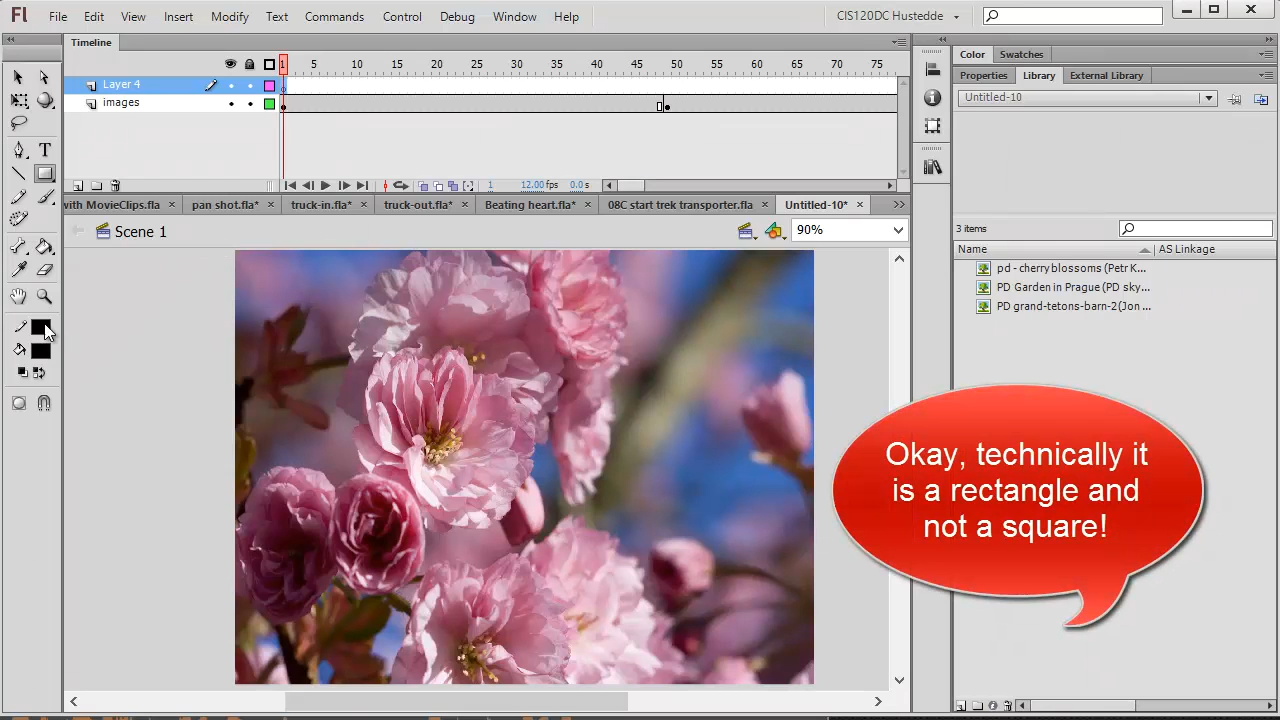 Fl File Edit View Insert Modify Text Commands Control Debug Window Help CIS120DC Hustedde
Timeline
1 5 10 15 20 25 30 35 40 45 50 55 60 65 70 75
Layer 4
images
1 12.00 fps 0.0 s
with MovieClips.fla pan shot.fla* truck-in.fla* truck-out.fla* Beating heart.fla* 08C start trek transporter.fla Untitled-10*
Scene 1 90%
Color Swatches
Properties Library External Library
Untitled-10
3 items
Name AS Linkage
pd - cherryblossoms (Petr K...
PD Garden in Prague (PD sky...
PD grand-tetons-barn-2(Jon ...
Okay, technically it
is a rectangle and
not a square!